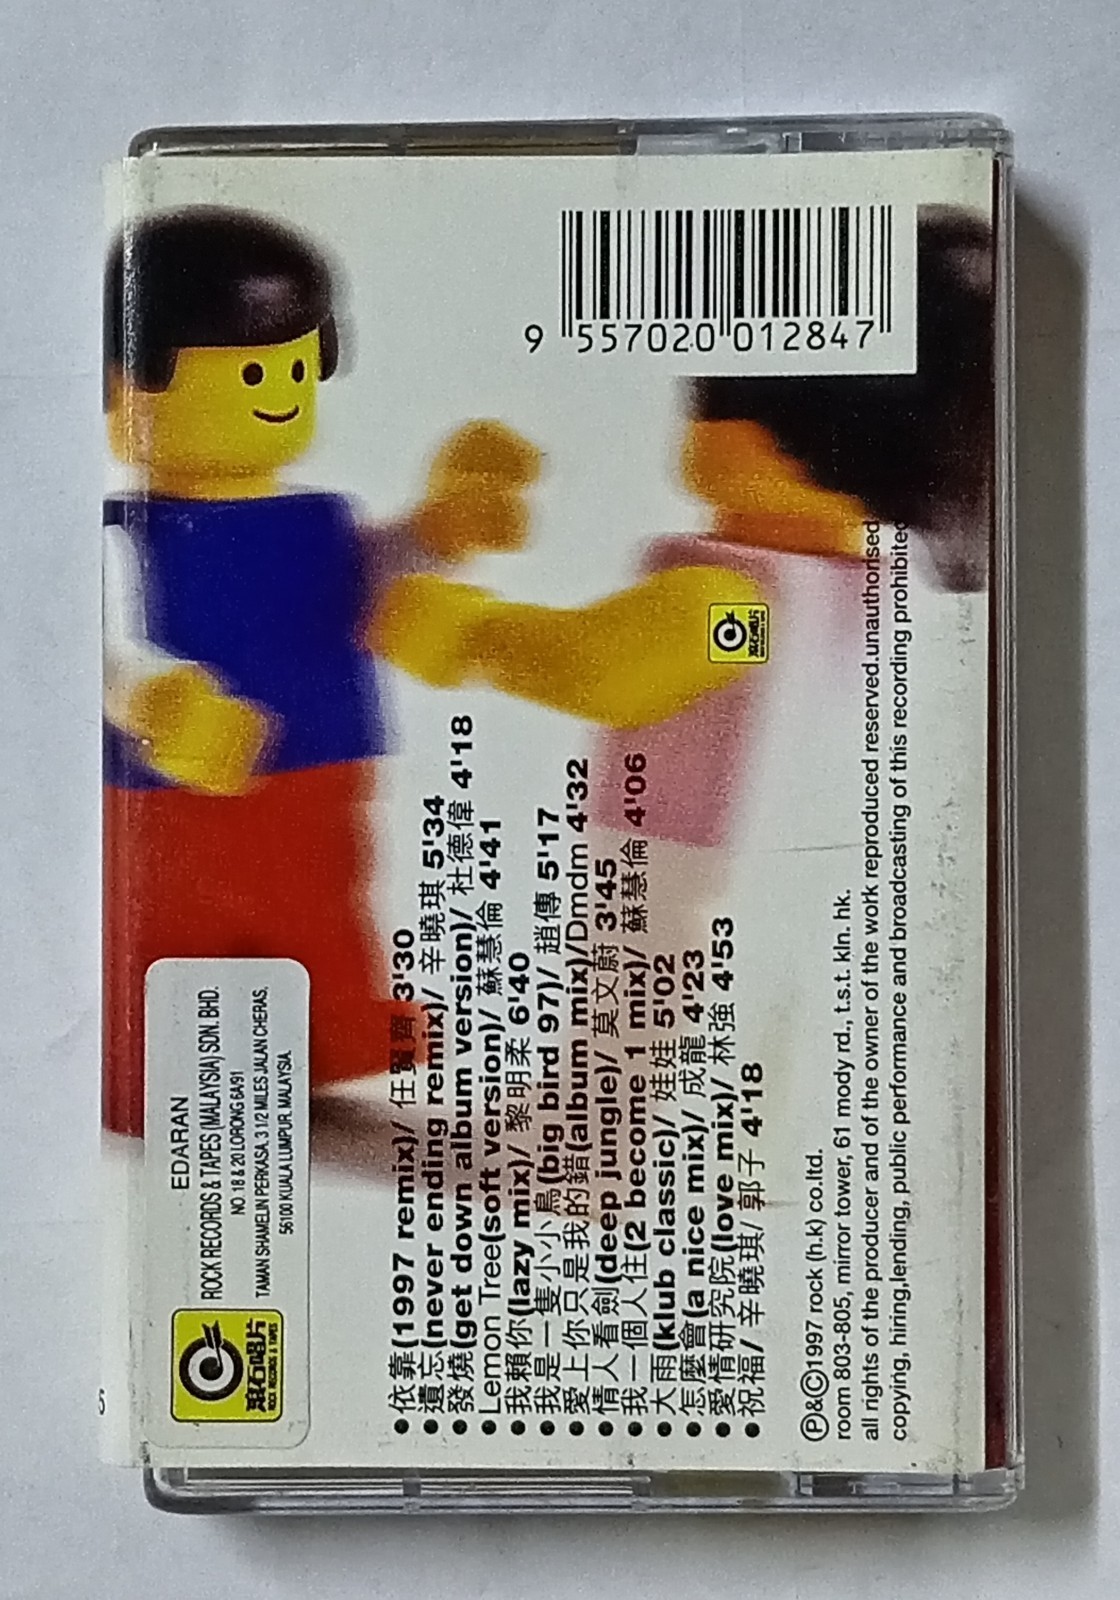 9 557020 012847
滾石唱片
EDARAN
ROCK RECORDS & TAPES (MALAYSIA) SDN. BHD.
NO. 18 & 20 LORONG 6A/91
TAMAN SHAMELIN PERKASA. 3 1/2 MILES JALAN CHERAS,
56100 KUALA LUMPUR. MALAYSIA.
滾石唱片
ROCK RECORDS & TAPES
●依靠(1997 remix)/ 任賢齊 3'30
●遺忘(never ending remix)/ 辛曉琪 5'34
●發燒(get down album version)/ 杜德偉 4'18
●Lemon Tree(soft version)/ 蘇慧倫 4'41
●我賴你(lazy mix)/ 黎明柔 6'40
●我是一隻小小鳥(big bird 97)/ 趙傳 5'17
●愛上你只是我的錯(album mix)/Dmdm 4'32
●情人看劍(deep jungle)/ 莫文蔚 3'45
●我一個人住(2 become 1 mix)/ 蘇慧倫 4'06
●大雨(klub classic)/ 娃娃 5'02
●怎麼會(a nice mix)/ 成龍 4'23
●愛情研究院(love mix)/ 林強 4'53
●祝福/ 辛曉琪/ 郭子 4'18
Ⓟ&©1997 rock (h.k) co.ltd.
room 803-805, mirror tower, 61 mody rd., t.s.t. kln. hk.
all rights of the producer and of the owner of the work reproduced reserved.unauthorised
copying, hiring,lending, public performance and broadcasting of this recording prohibited